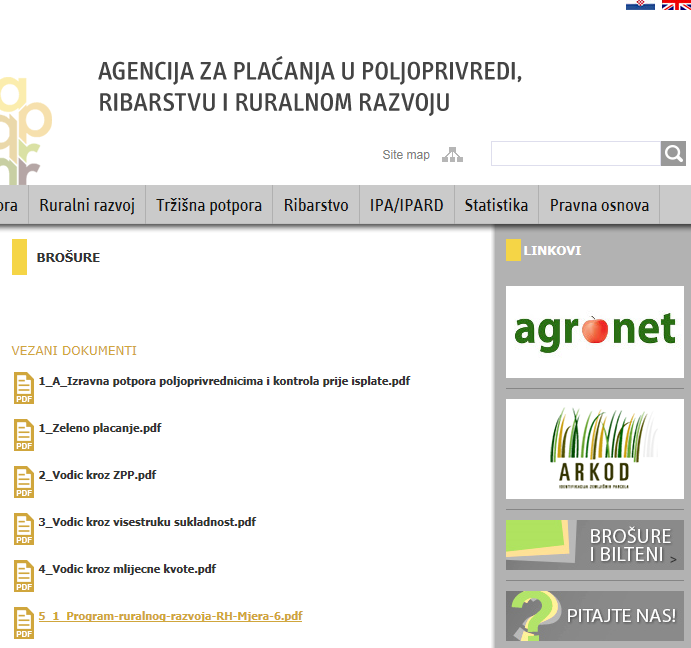 AGENCIJA ZA PLAĆANJA U POLJOPRIVREDI,
RIBARSTVU I RURALNOM RAZVOJU
Site map
ora Ruralni razvoj Tržišna potpora Ribarstvo IPA/IPARD Statistika Pravna osnova
BROŠURE
VEZANI DOKUMENTI
PDF 1_A_Izravna potpora poljoprivrednicima i kontrola prije isplate.pdf
PDF 1_Zeleno placanje.pdf
PDF 2_Vodic kroz ZPP.pdf
PDF 3_Vodic kroz visestruku sukladnost.pdf
PDF 4_Vodic kroz mlijecne kvote.pdf
PDF 5_1_Program-ruralnog-razvoja-RH-Mjera-6.pdf
LINKOVI
agronet
ARKOD
IDENTIFIKACIJA ZEMLJIŠNIH PARCELA
BROŠURE
I BILTENI >
PITAJTE NAS!